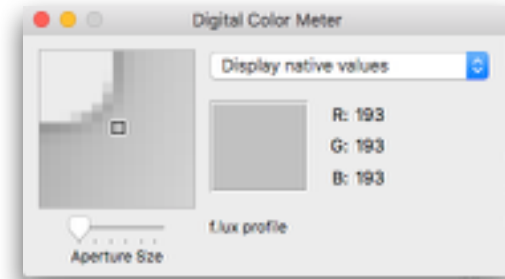 Digital Color Meter
Display native values
R: 193
G: 193
B: 193
f.lux profile
Aperture Size